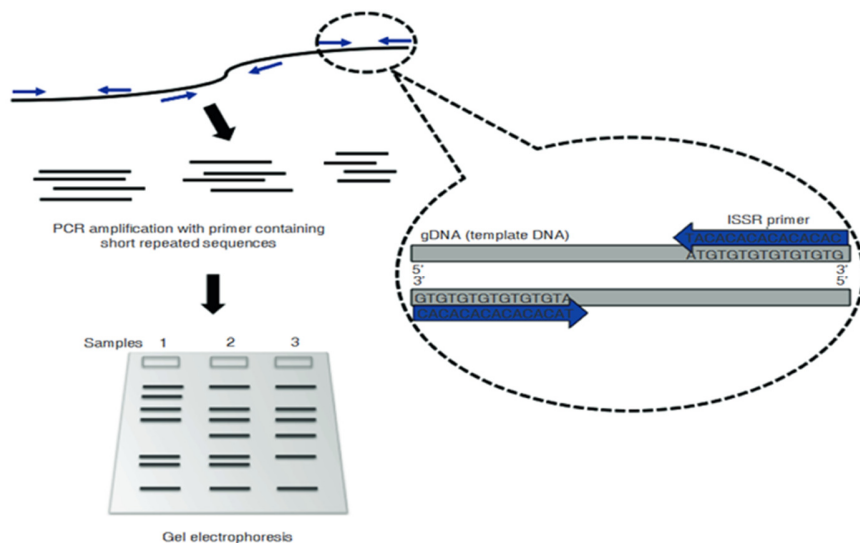 PCR amplification with primer containing
short repeated sequences
gDNA (template DNA)
ISSR primer
TACACACACACACAC
ATGTGTGTGTGTGTG
5' 3'
3' 5'
GTGTGTGTGTGTGTA
CACACACACACACAT
Samples 1 2 3
Gel electrophoresis